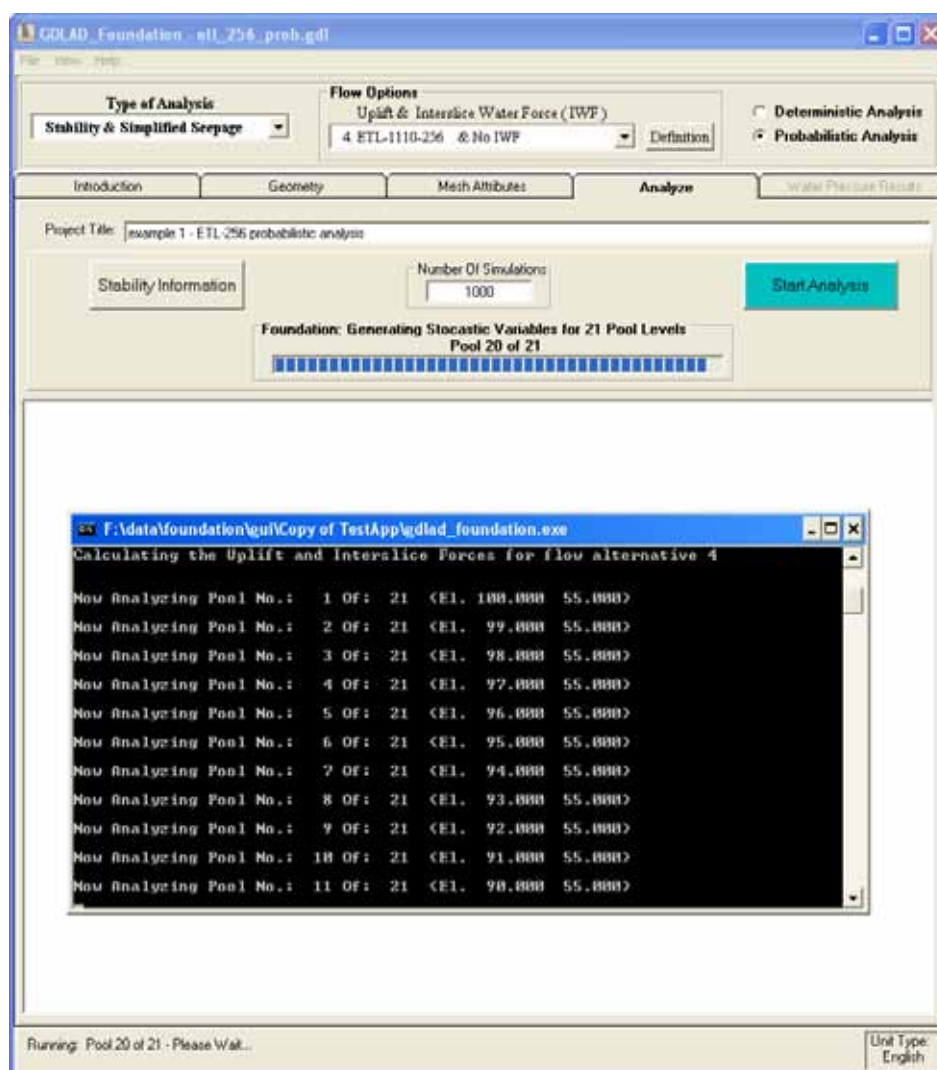 GDLAD_Foundation - etl_256_prob.gdl
File View Help
Type of Analysis
Stability & Simplified Seepage
Flow Options
Uplift & Interslice Water Force ( IWF )
4 ETL-1110-256 & No IWF
Definition
Deterministic Analysis
Probabilistic Analysis
Introduction
Geometry
Mesh Attributes
Analyze
Water Pressure Results
Project Title:
example 1 - ETL-256 probabilistic analysis
Stability Information
Number Of Simulations
1000
Start Analysis
Foundation: Generating Stocastic Variables for 21 Pool Levels
Pool 20 of 21
F:\data\foundation\gui\Copy of TestApp\gdlad_foundation.exe
Calculating the Uplift and Interslice Forces for flow alternative 4
Now Analyzing Pool No.: 1 Of: 21 (El. 100.000 55.000)
Now Analyzing Pool No.: 2 Of: 21 (El. 99.000 55.000)
Now Analyzing Pool No.: 3 Of: 21 (El. 98.000 55.000)
Now Analyzing Pool No.: 4 Of: 21 (El. 97.000 55.000)
Now Analyzing Pool No.: 5 Of: 21 (El. 96.000 55.000)
Now Analyzing Pool No.: 6 Of: 21 (El. 95.000 55.000)
Now Analyzing Pool No.: 7 Of: 21 (El. 94.000 55.000)
Now Analyzing Pool No.: 8 Of: 21 (El. 93.000 55.000)
Now Analyzing Pool No.: 9 Of: 21 (El. 92.000 55.000)
Now Analyzing Pool No.: 10 Of: 21 (El. 91.000 55.000)
Now Analyzing Pool No.: 11 Of: 21 (El. 90.000 55.000)
Running: Pool 20 of 21 - Please Wait...
Unit Type:
English